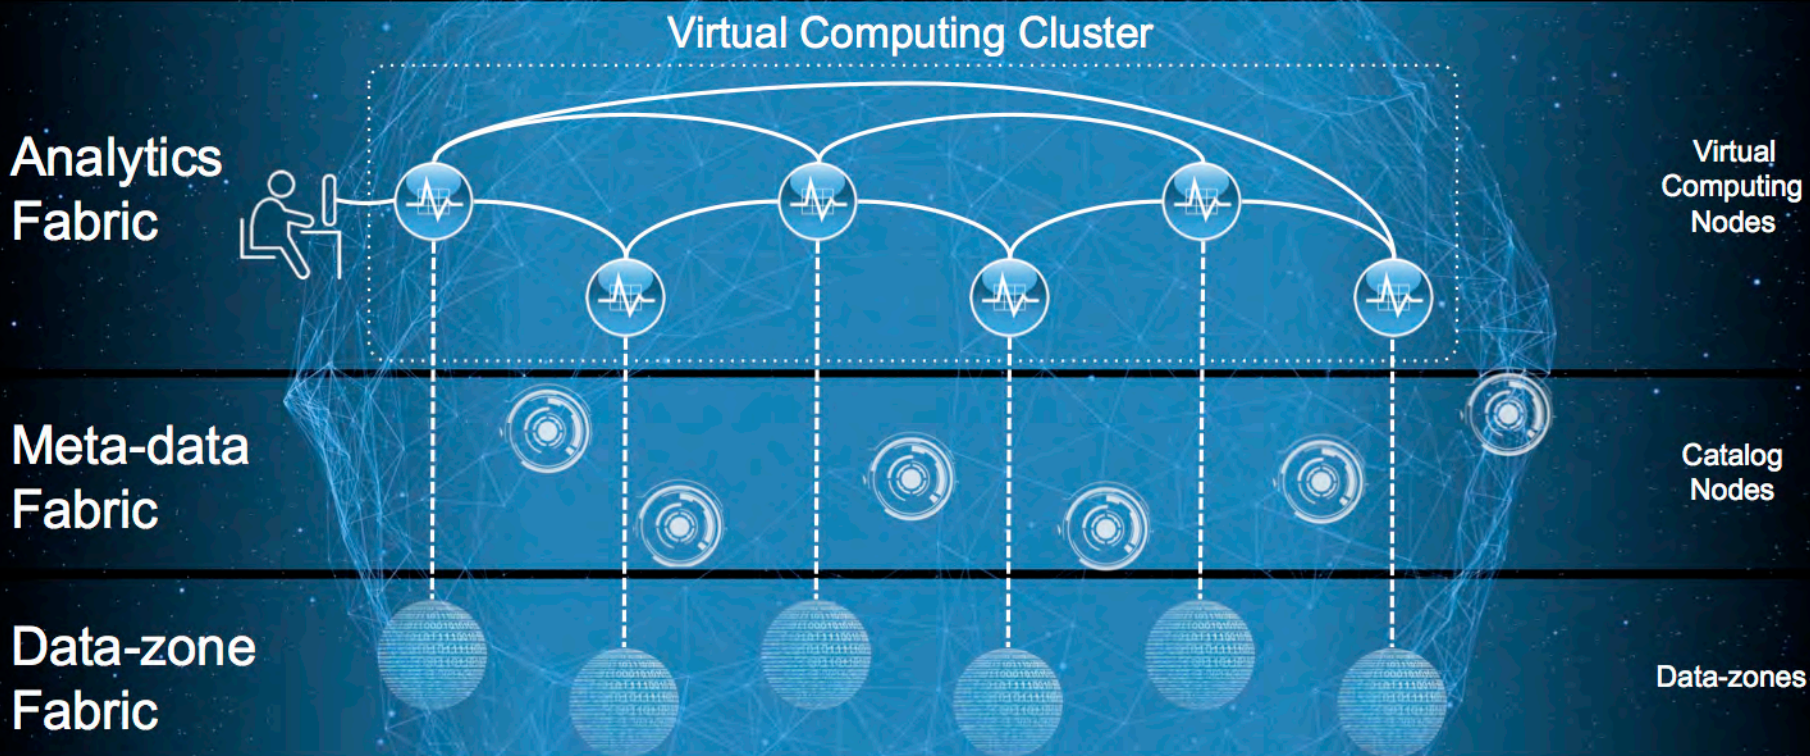 Virtual Computing Cluster
Analytics
Fabric
Virtual
Computing
Nodes
Meta-data
Fabric
Catalog
Nodes
Data-zone
Fabric
Data-zones